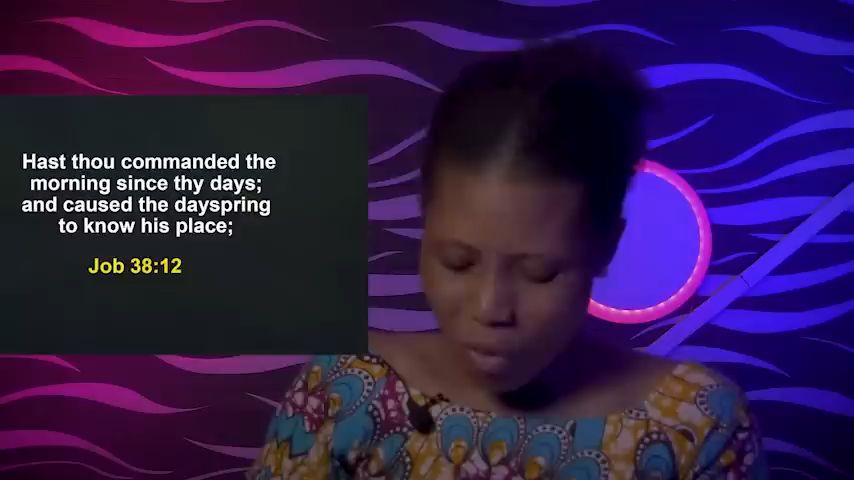 Hast thou commanded the
morning since thy days;
and caused the dayspring
to know his place;
Job 38:12